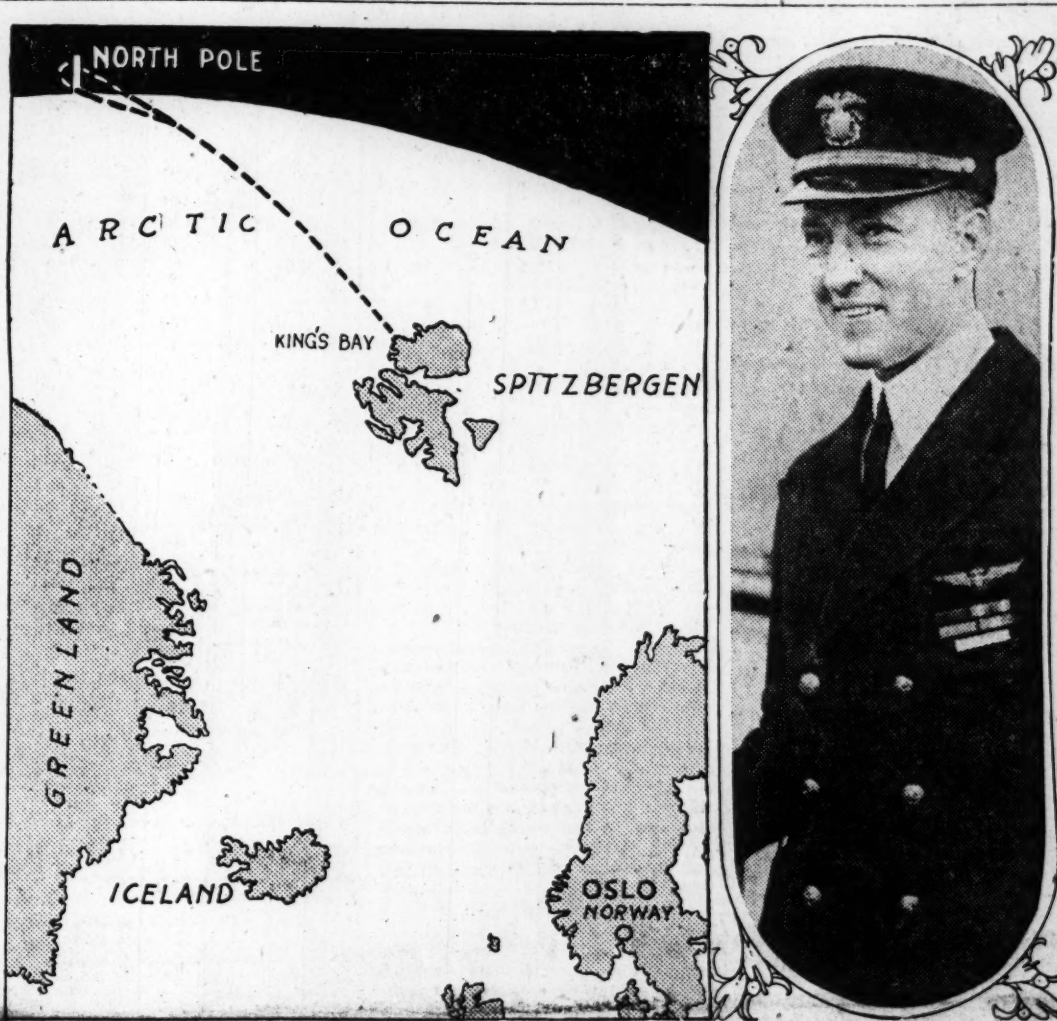 NORTH POLE
ARCTIC OCEAN
KING'S BAY
SPITZBERGEN
GREENLAND
ICELAND
OSLO
NORWAY